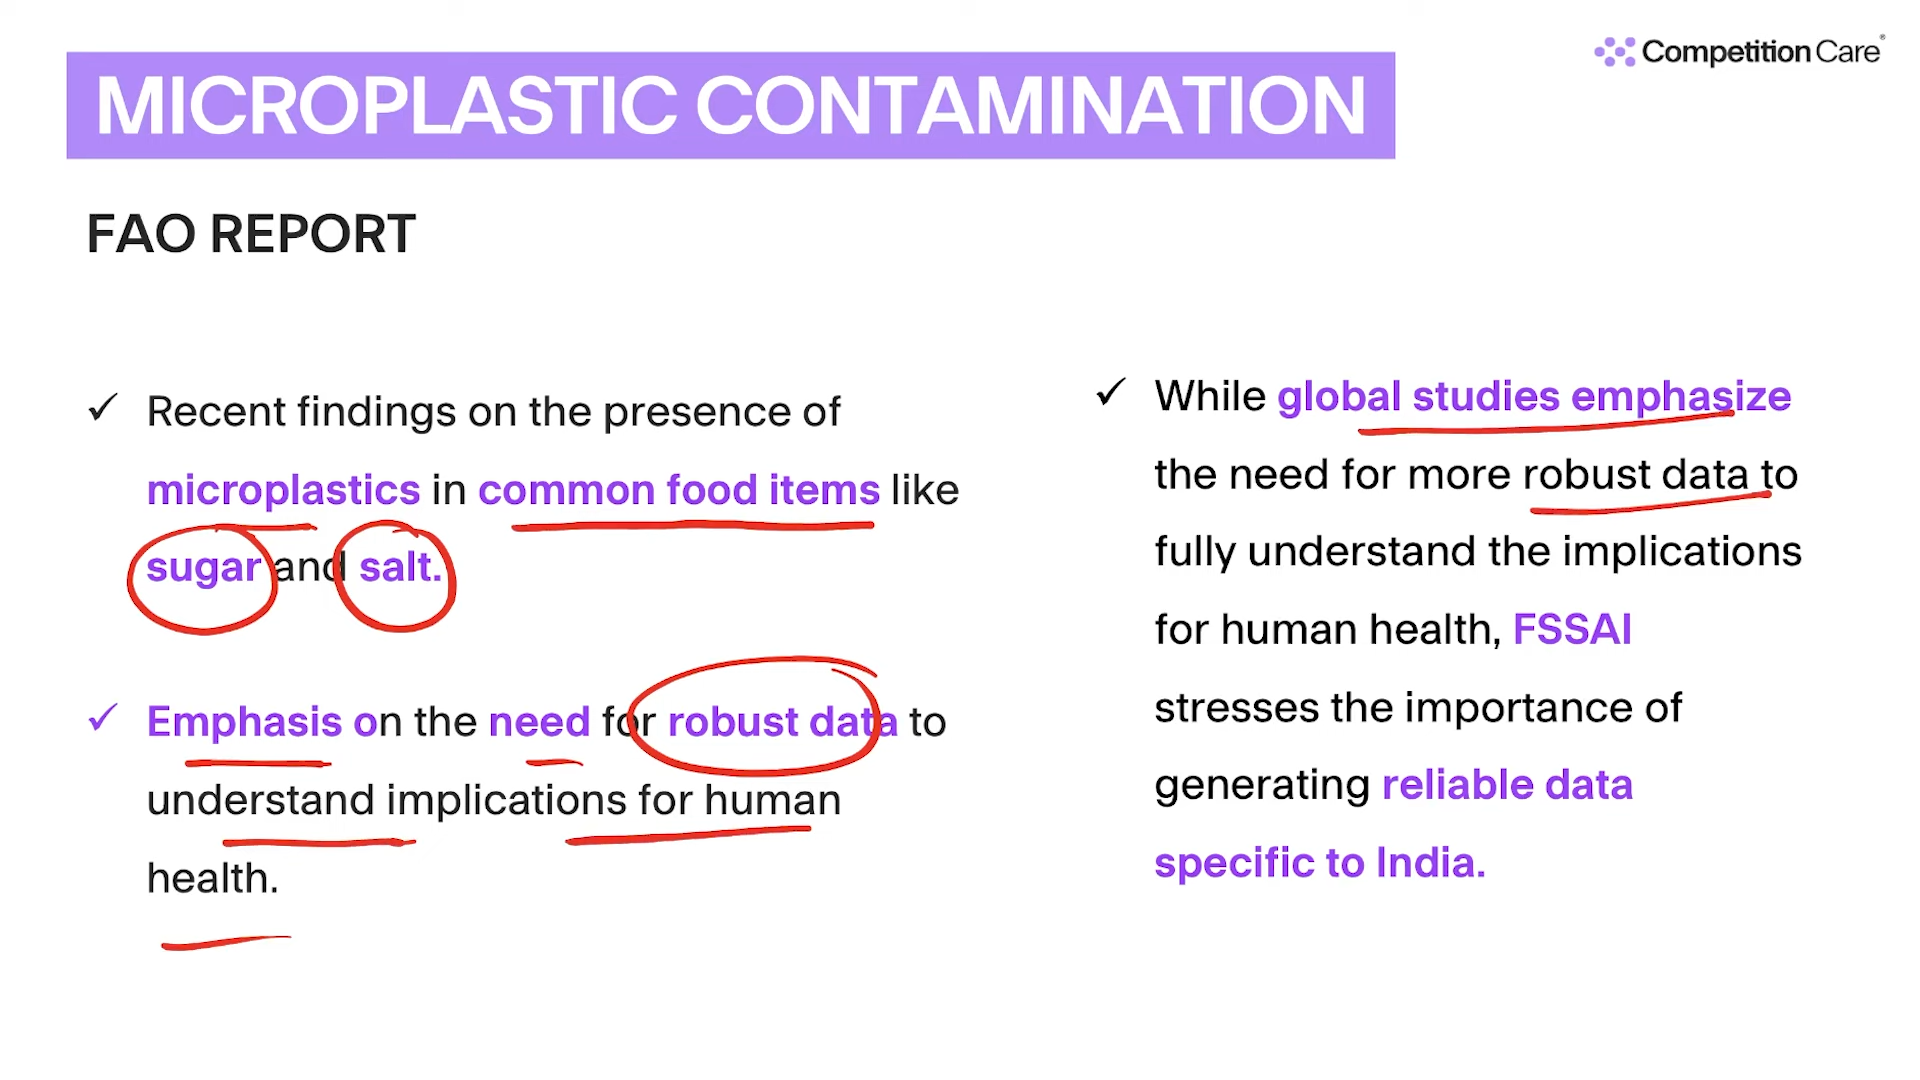 Competition Care®
MICROPLASTIC CONTAMINATION
FAO REPORT
✓ Recent findings on the presence of
microplastics in common food items like
sugar and salt.
✓ Emphasis on the need for robust data to
understand implications for human
health.
✓ While global studies emphasize
the need for more robust data to
fully understand the implications
for human health, FSSAI
stresses the importance of
generating reliable data
specific to India.